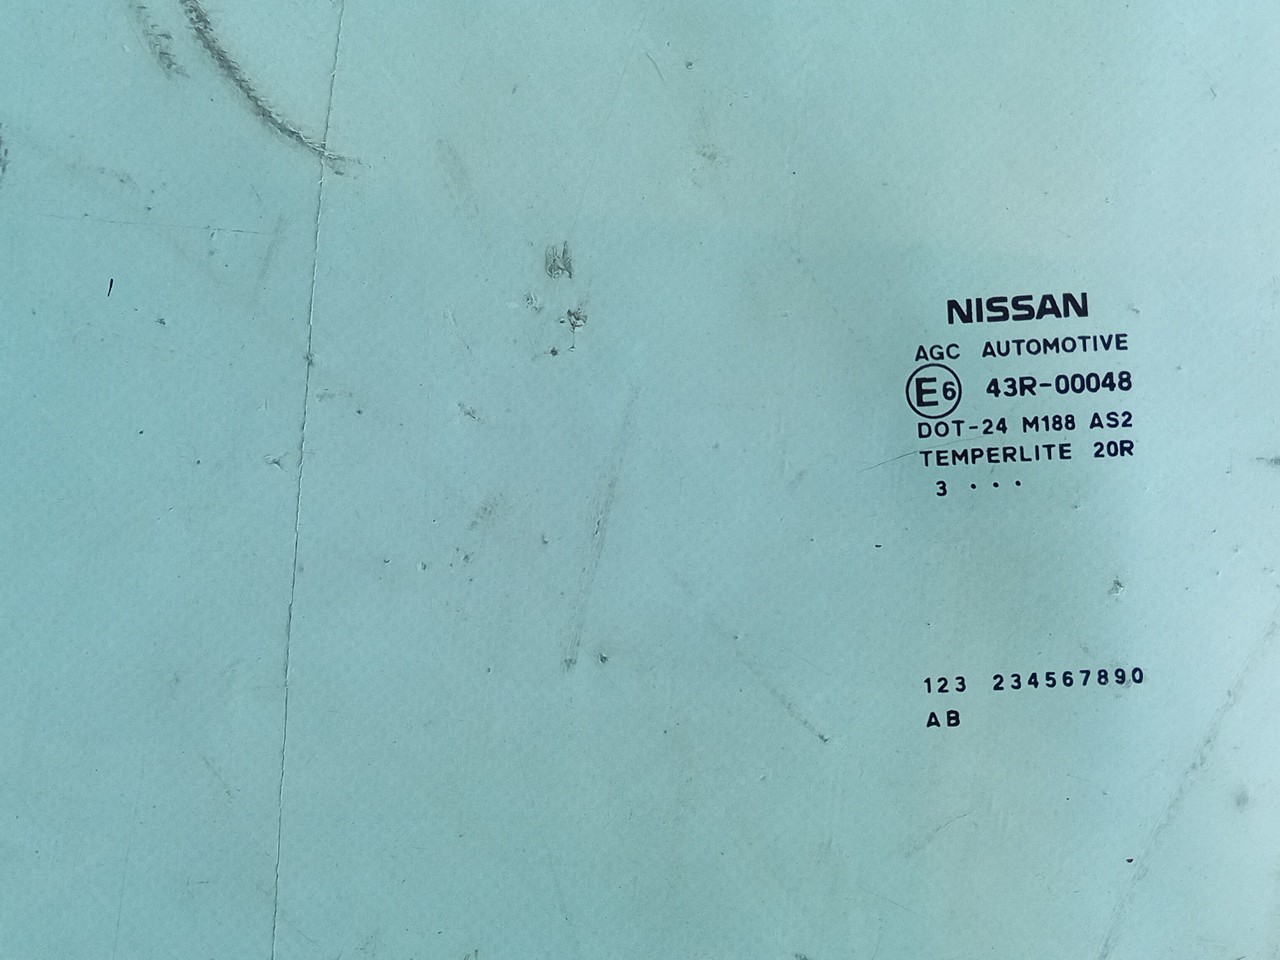 NISSAN
AGC AUTOMOTIVE
E6 43R-00048
DOT-24 M188 AS2
TEMPERLITE 20R
3 • • •
123 234567890
AB